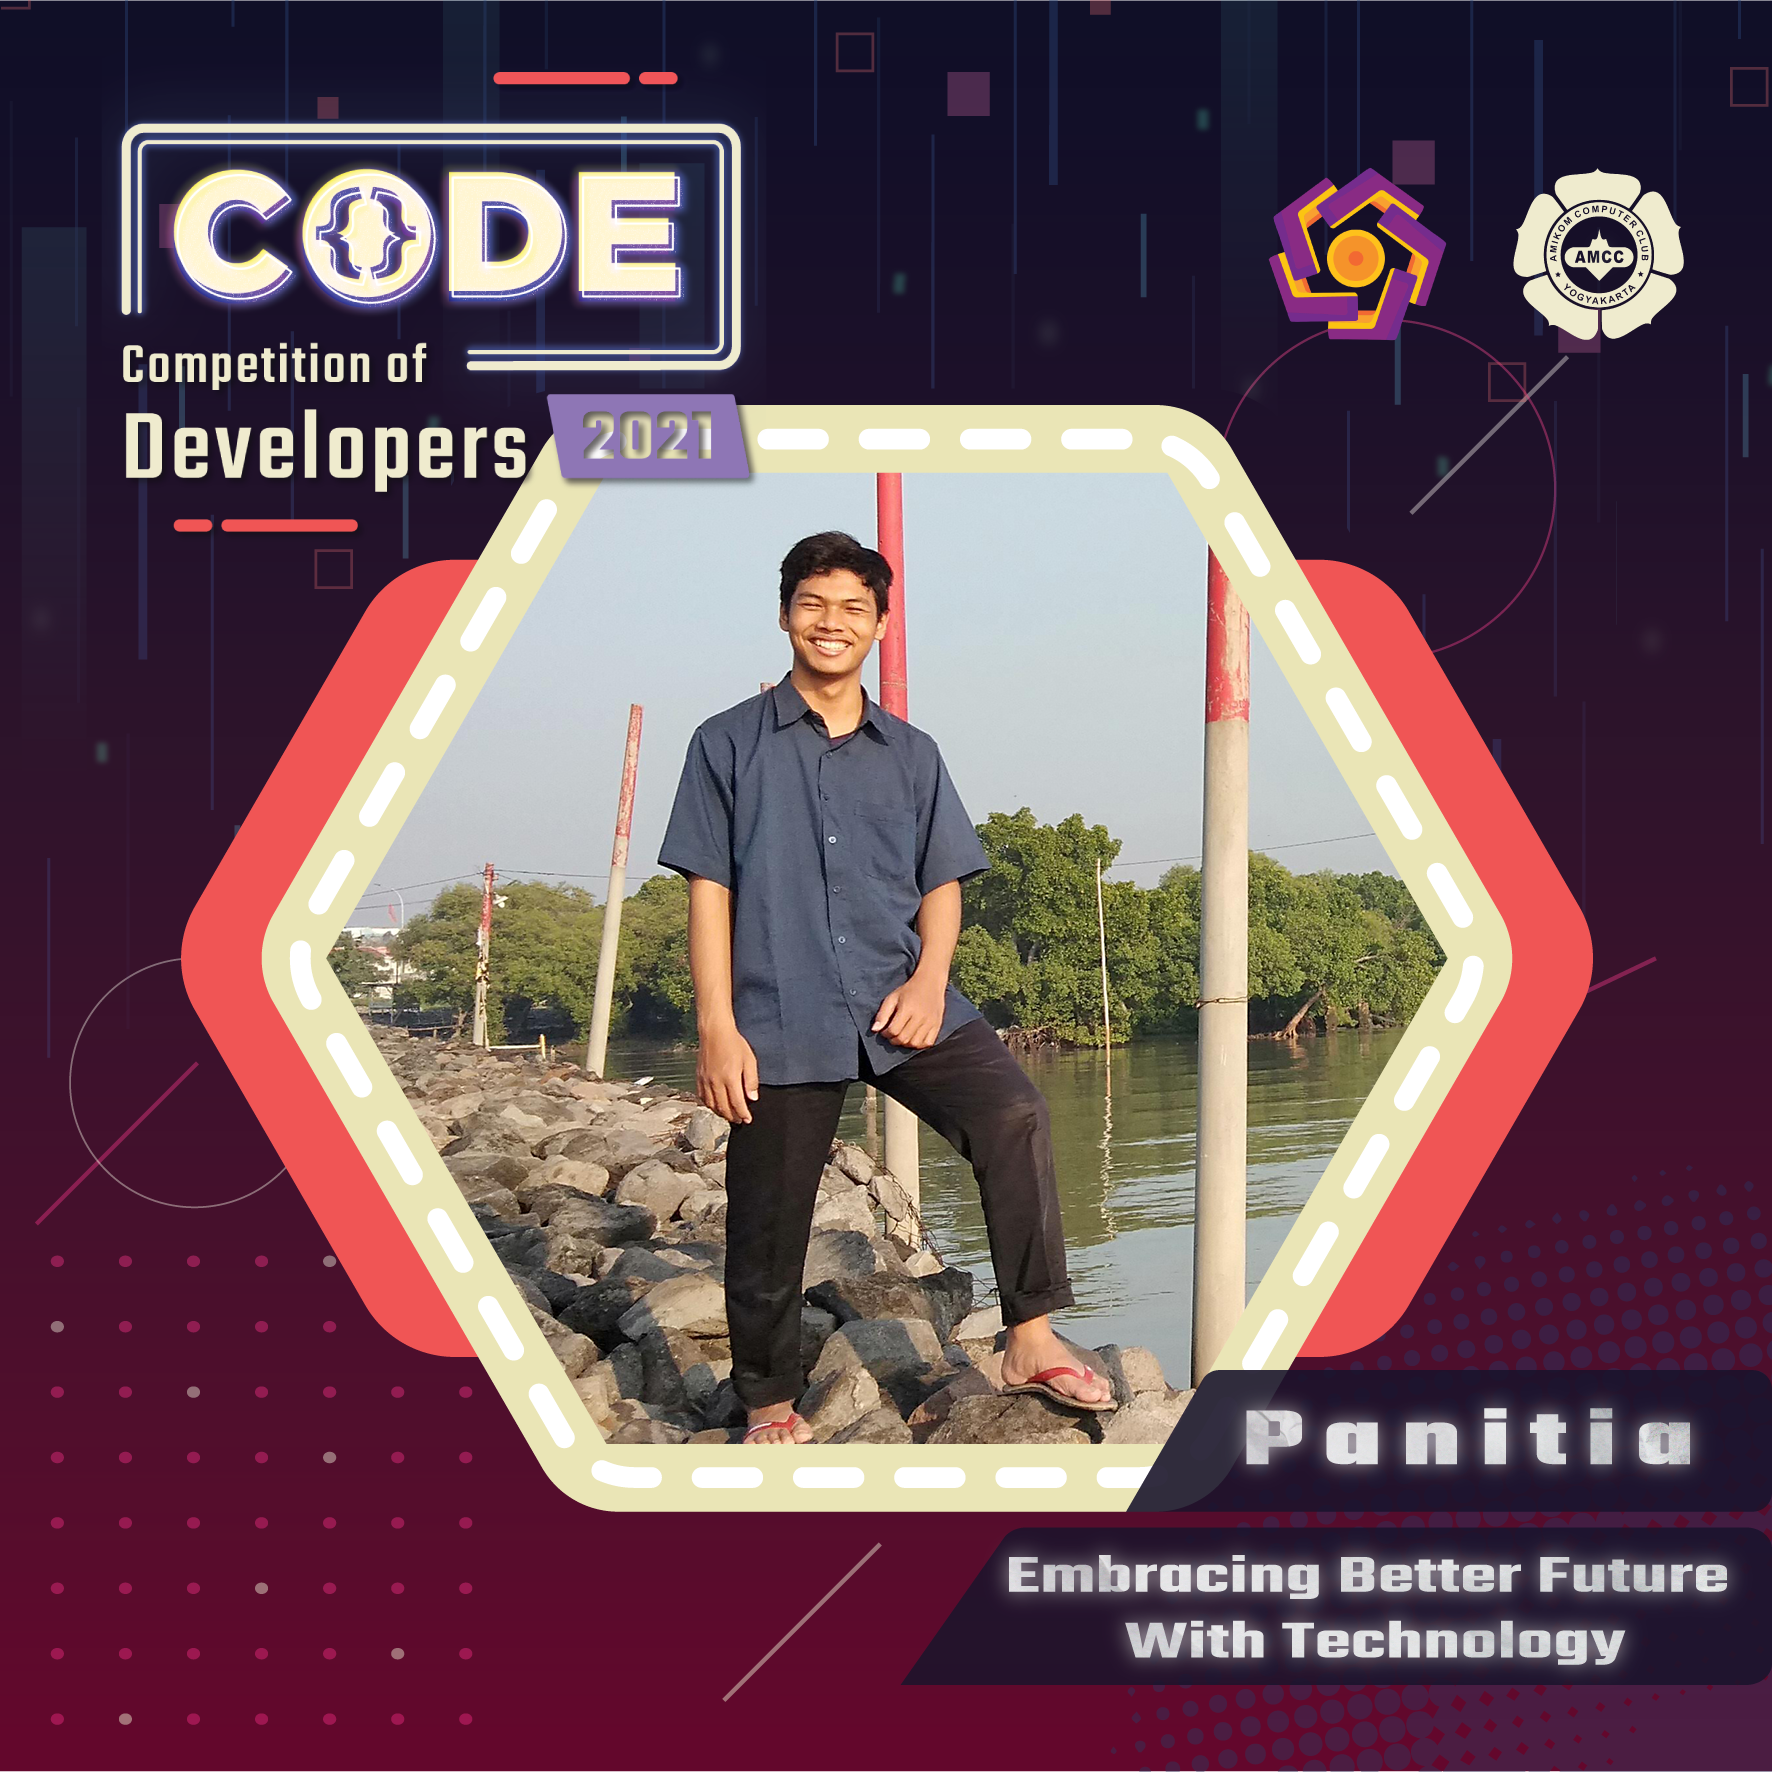 CODE
Competition of
Developers 2021
AMIKOM COMPUTER CLUB
AMCC
YOGYAKARTA
Panitia
Embracing Better Future
With Technology